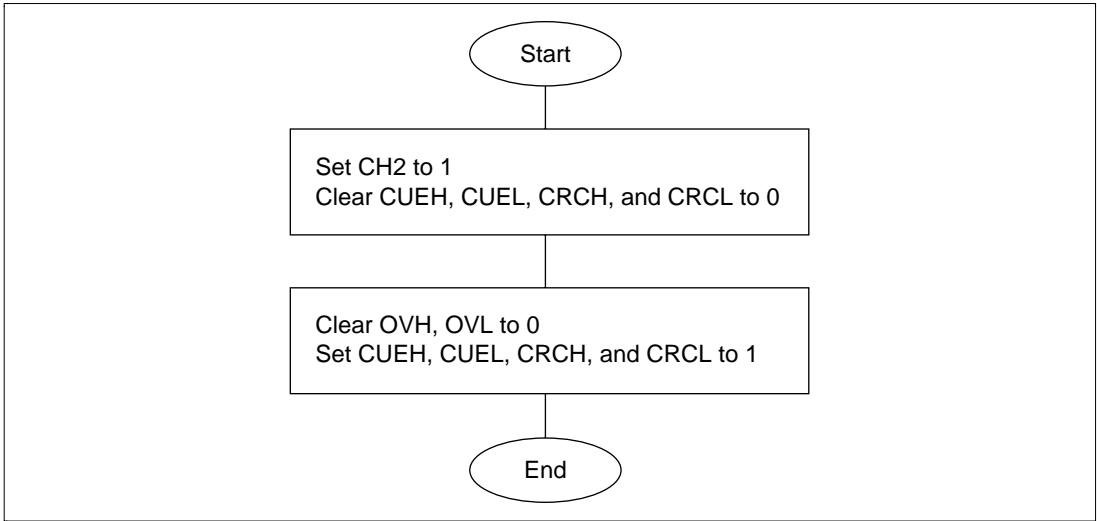 Start
Set CH2 to 1
Clear CUEH, CUEL, CRCH, and CRCL to 0
Clear OVH, OVL to 0
Set CUEH, CUEL, CRCH, and CRCL to 1
End